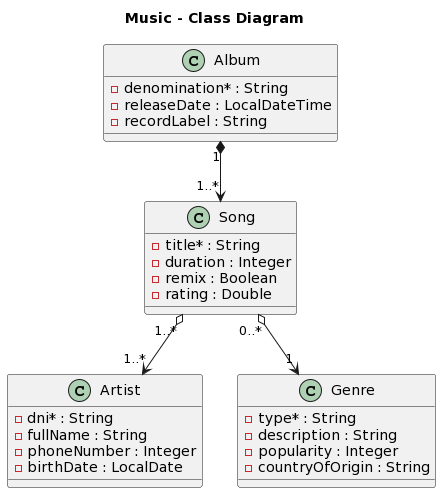 Music - Class Diagram
C Album
denomination* : String
releaseDate : LocalDateTime
recordLabel : String
1
1..*
C Song
title* : String
duration : Integer
remix : Boolean
rating : Double
1..* 0..*
1..* 1
C Artist
dni* : String
fullName : String
phoneNumber : Integer
birthDate : LocalDate
C Genre
type* : String
description : String
popularity : Integer
countryOfOrigin : String